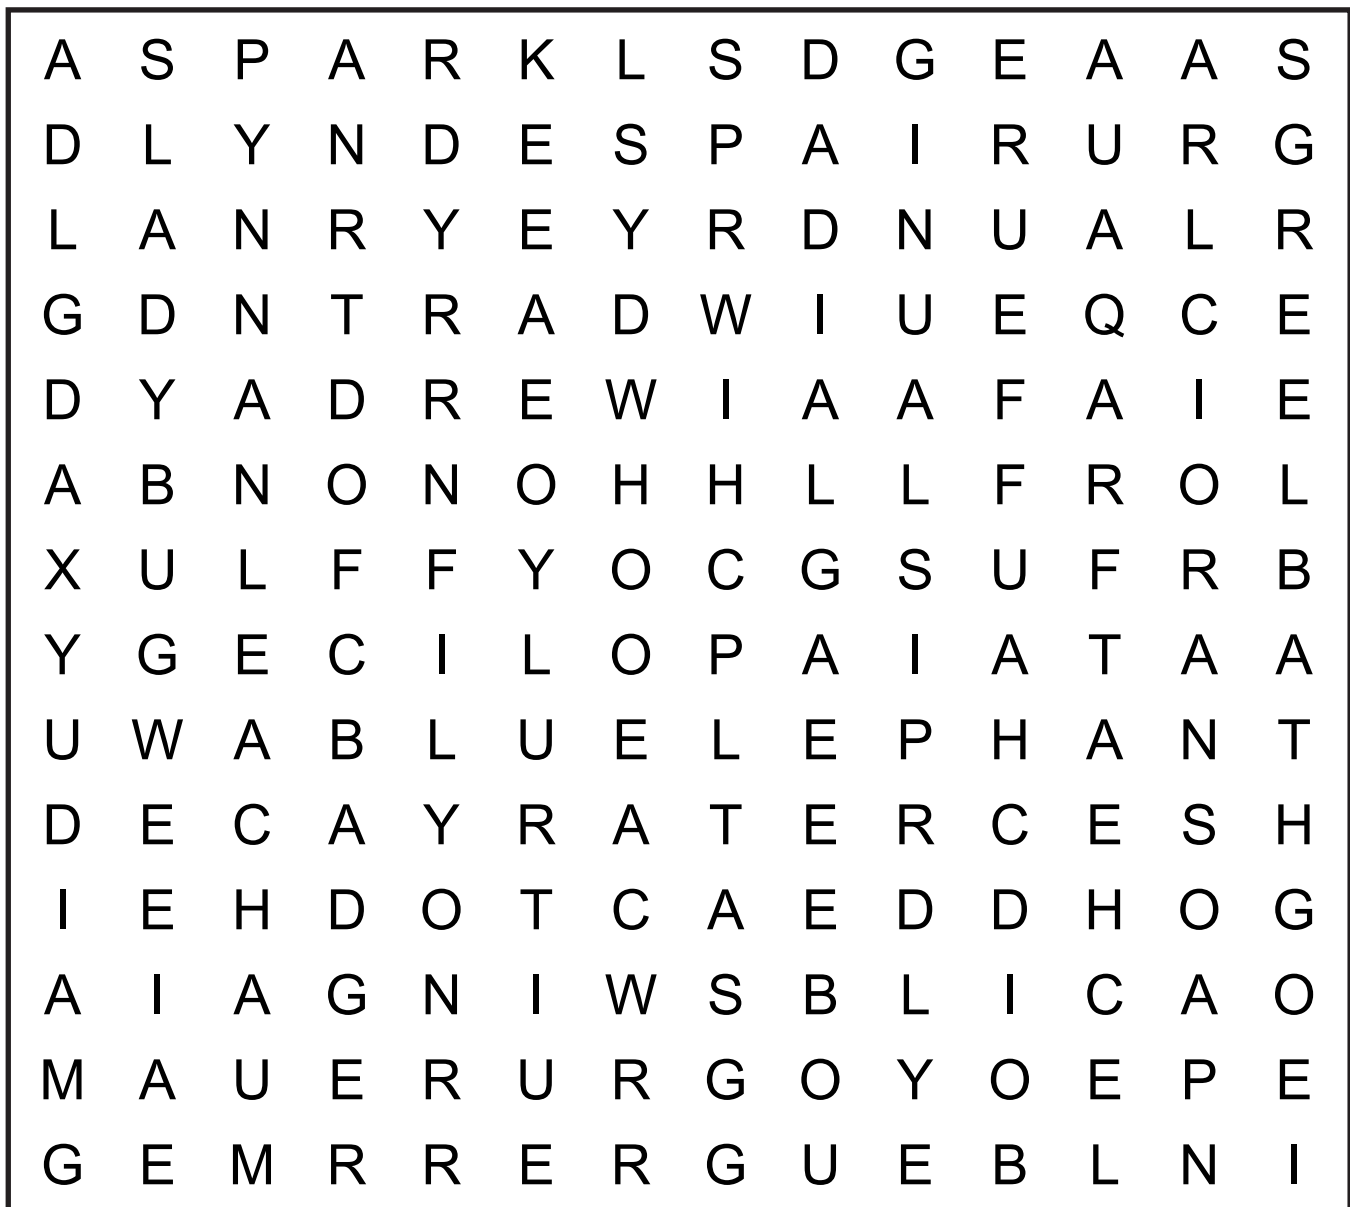 A S P A R K L S D G E A A S
D L Y N D E S P A I R U R G
L A N R Y E Y R D N U A L R
G D N T R A D W I U E Q C E
D Y A D R E W I A A F A I E
A B N O N O H H L L F R O L
X U L F F Y O C G S U F R B
Y G E C I L O P A I A T A A
U W A B L U E L E P H A N T
D E C A Y R A T E R C E S H
I E H D O T C A E D D H O G
A I A G N I W S B L I C A O
M A U E R U R G O Y O E P E
G E M R R E R G U E B L N I